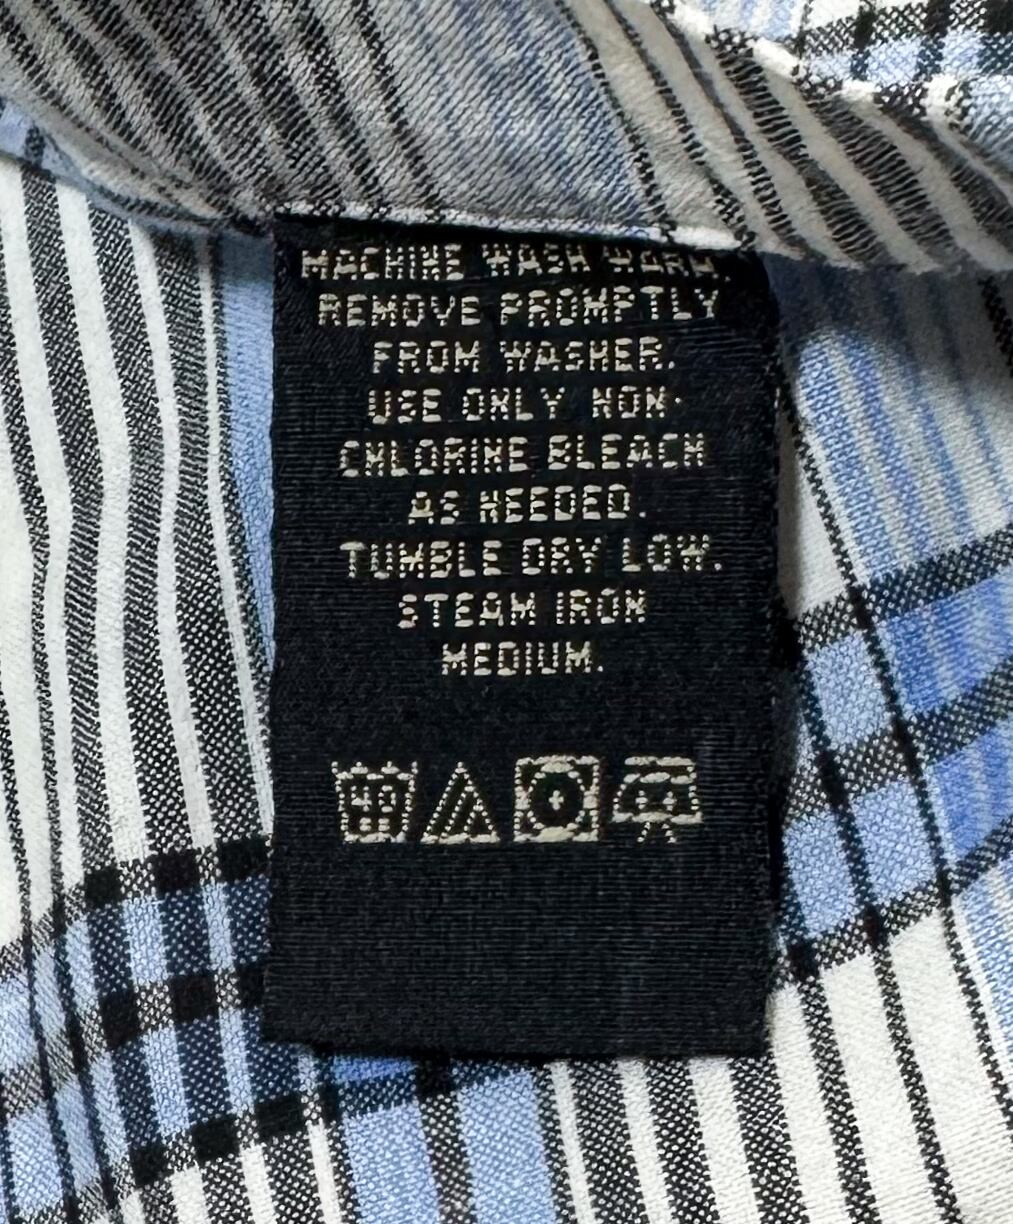 MACHINE WASH WARM.
REMOVE PROMPTLY
FROM WASHER.
USE ONLY NON-
CHLORINE BLEACH
AS NEEDED.
TUMBLE DRY LOW.
STEAM IRON
MEDIUM.
40